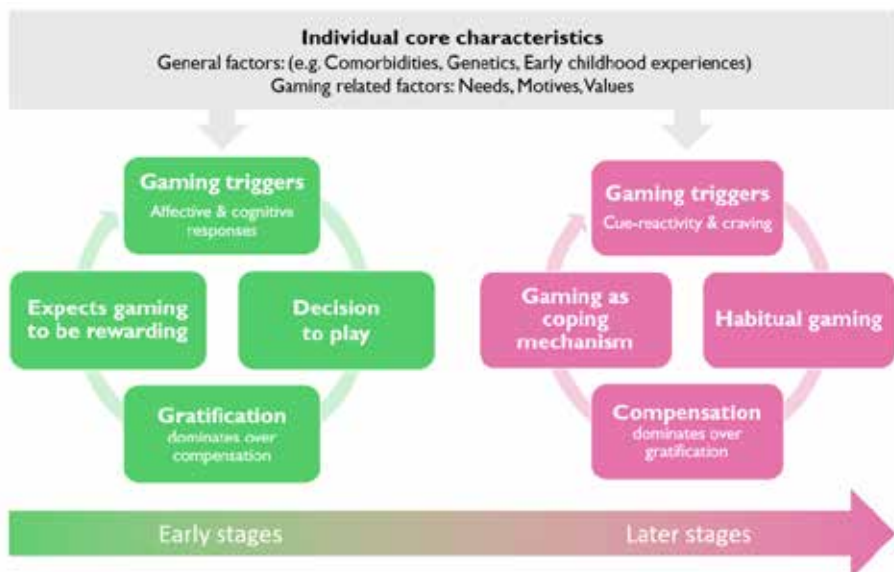 Individual core characteristics
General factors: (e.g. Comorbidities, Genetics, Early childhood experiences)
Gaming related factors: Needs, Motives, Values
Gaming triggers
Affective & cognitive
responses
Expects gaming
to be rewarding
Decision
to play
Gratification
dominates over
compensation
Gaming triggers
Cue-reactivity & craving
Gaming as
coping
mechanism
Habitual gaming
Compensation
dominates over
gratification
Early stages
Later stages